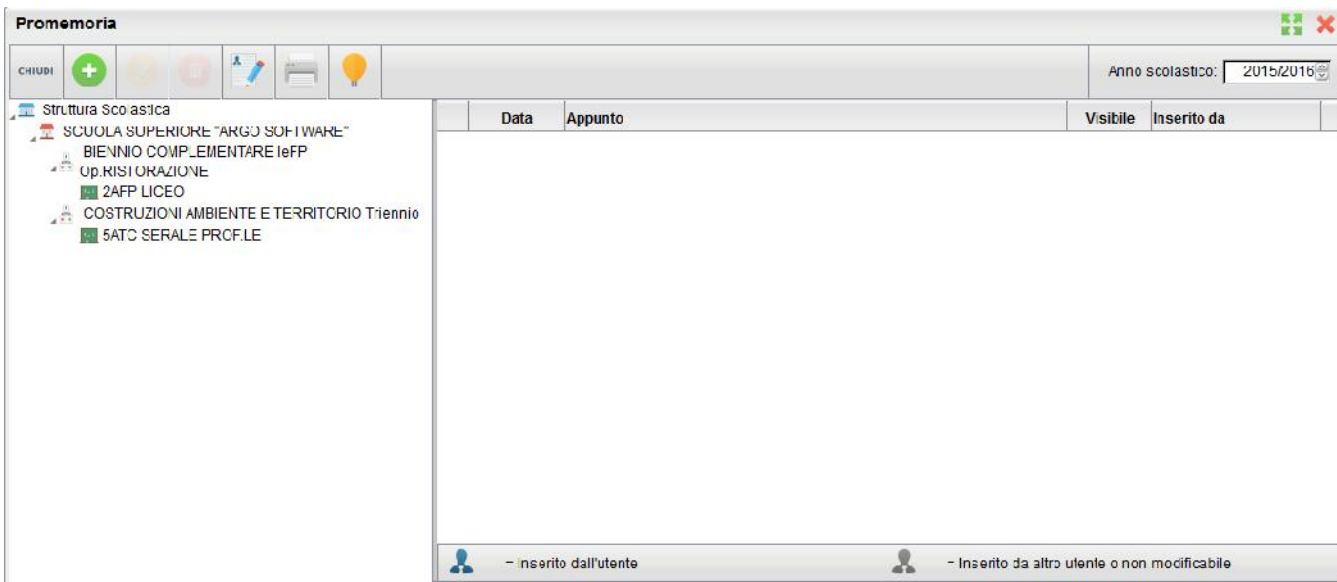 Promemoria
CHIUDI
Anno scolastico: 2015/2016
Struttura Scolastica
SCUOLA SUPERIORE "ARGO SOFTWARE"
BIENNIO COMPLEMENTARE IeFP
Op.RISTORAZIONE
2AFP LICEO
COSTRUZIONI AMBIENTE E TERRITORIO Triennio
5ATC SERALE PROF.LE
Data Appunto Visibile Inserito da
= Inserito dall'utente = Inserito da altro utente o non modificabile